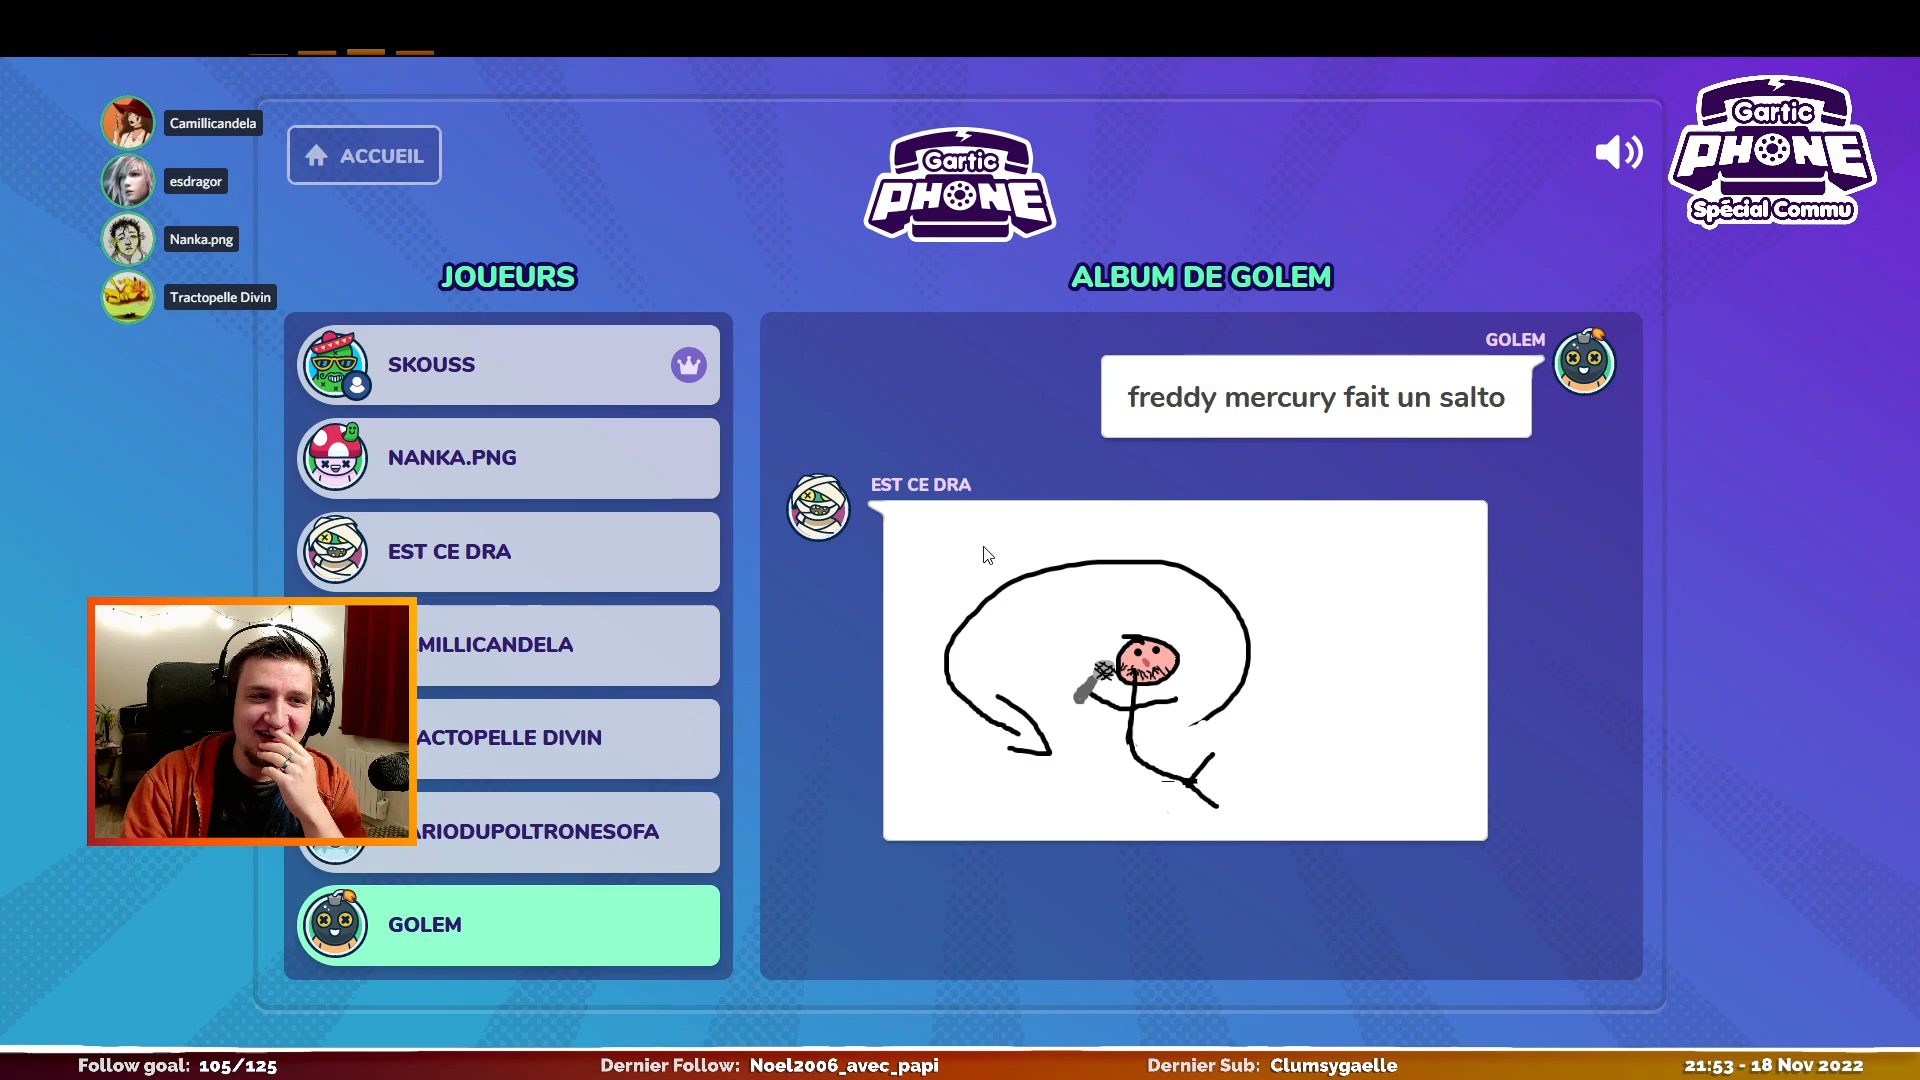 Camillicandela
esdragor
Nanka.png
Tractopelle Divin
ACCUEIL
Gartic
PHONE
Gartic
PHONE
Spécial Commu
JOUEURS
SKOUSS
NANKA.PNG
EST CE DRA
MILLICANDELA
ACTOPELLE DIVIN
ARIODUPOLTRONESOFA
GOLEM
ALBUM DE GOLEM
GOLEM
freddy mercury fait un salto
EST CE DRA
Follow goal: 105/125
Dernier Follow: Noel2006_avec_papi
Dernier Sub: Clumsygaelle
21:53 - 18 Nov 2022